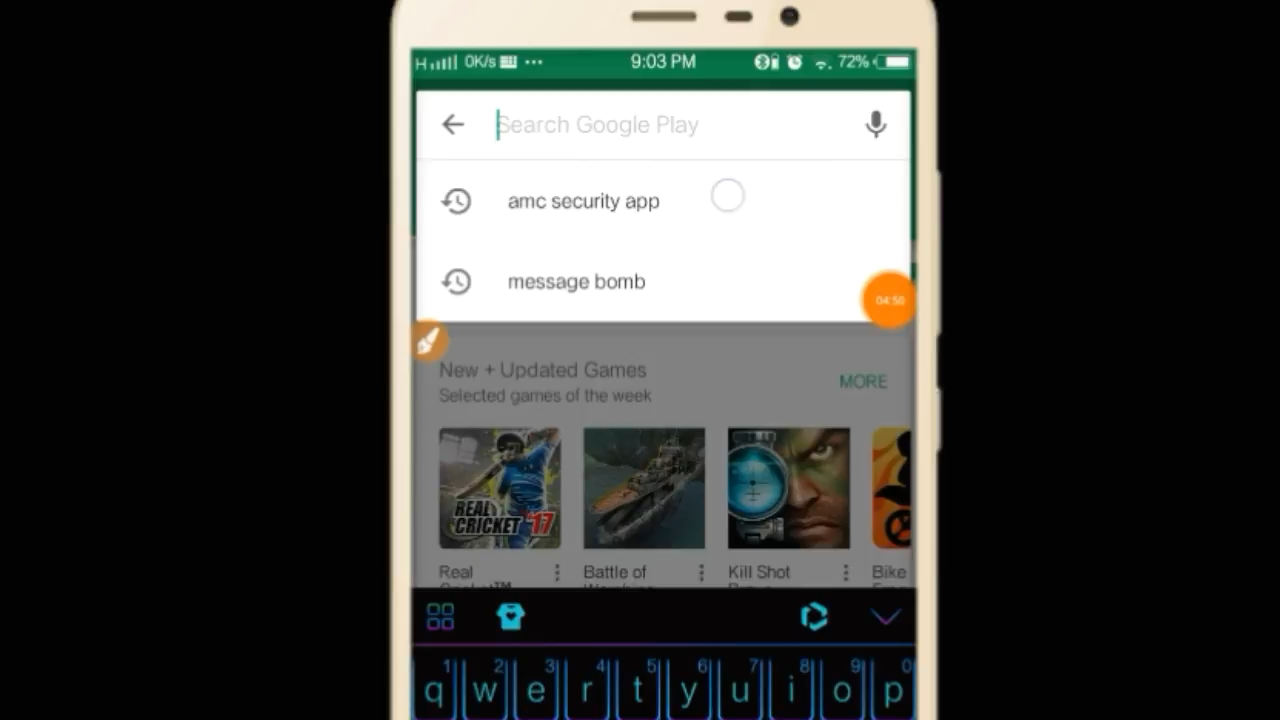 H 0K/s 9:03 PM 72%
Search Google Play
amc security app
message bomb
04:50
New + Updated Games
Selected games of the week
MORE
REAL CRICKET '17
Real
Battle of
Kill Shot
Bike
1 2 3 4 5 6 7 8 9 0
q w e r t y u i o p